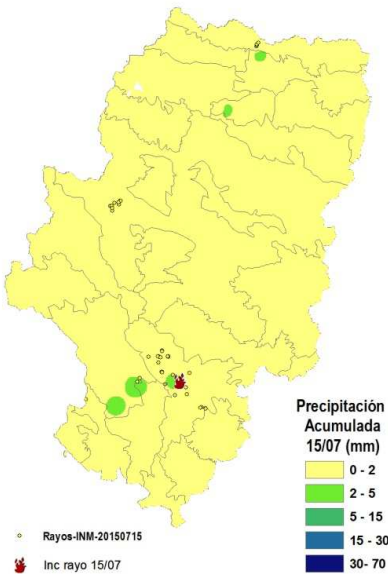 Precipitación
Acumulada
15/07 (mm)
0 - 2
2 - 5
5 - 15
15 - 30
30- 70
Rayos-INM-20150715
Inc rayo 15/07